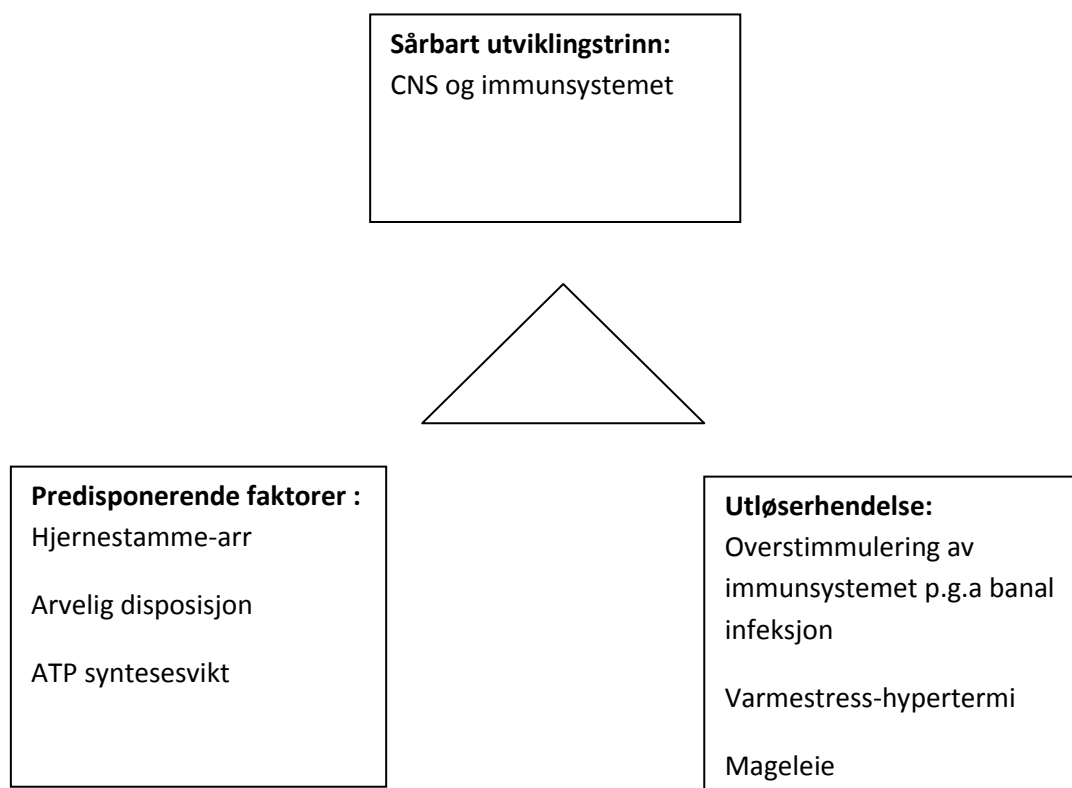 Sårbart utviklingstrinn:
CNS og immunsystemet
Predisponerende faktorer :
Hjernestamme-arr
Arvelig disposisjon
ATP syntesesvikt
Utløserhendelse:
Overstimmulering av
immunsystemet p.g.a banal
infeksjon
Varmestress-hypertermi
Mageleie